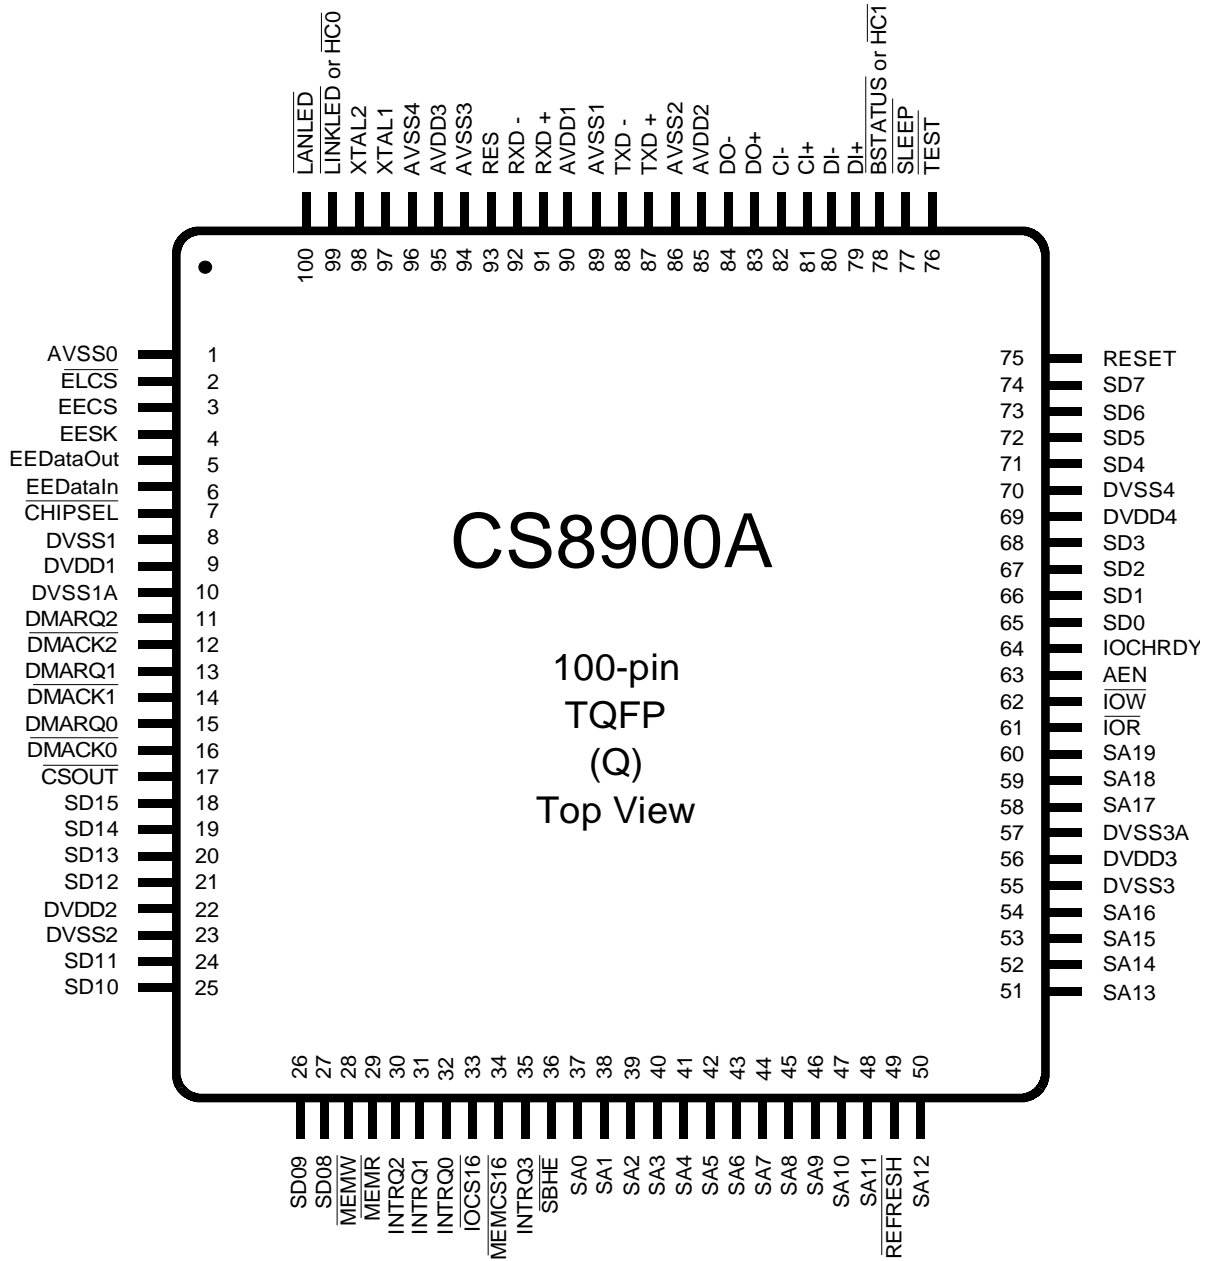 LANLED
LINKLED or HC0
XTAL2
XTAL1
AVSS4
AVDD3
AVSS3
RES
RXD -
RXD +
AVDD1
AVSS1
TXD -
TXD +
AVSS2
AVDD2
DO-
DO+
CI-
CI+
DI-
DI+
BSTATUS or HC1
SLEEP
TEST
100
99
98
97
96
95
94
93
92
91
90
89
88
87
86
85
84
83
82
81
80
79
78
77
76
AVSS0 1
ELCS 2
EECS 3
EESK 4
EEDataOut 5
EEDataIn 6
CHIPSEL 7
DVSS1 8
DVDD1 9
DVSS1A 10
DMARQ2 11
DMACK2 12
DMARQ1 13
DMACK1 14
DMARQ0 15
DMACK0 16
CSOUT 17
SD15 18
SD14 19
SD13 20
SD12 21
DVDD2 22
DVSS2 23
SD11 24
SD10 25
CS8900A
100-pin
TQFP
(Q)
Top View
75 RESET
74 SD7
73 SD6
72 SD5
71 SD4
70 DVSS4
69 DVDD4
68 SD3
67 SD2
66 SD1
65 SD0
64 IOCHRDY
63 AEN
62 IOW
61 IOR
60 SA19
59 SA18
58 SA17
57 DVSS3A
56 DVDD3
55 DVSS3
54 SA16
53 SA15
52 SA14
51 SA13
26
27
28
29
30
31
32
33
34
35
36
37
38
39
40
41
42
43
44
45
46
47
48
49
50
SD09
SD08
MEMW
MEMR
INTRQ2
INTRQ1
INTRQ0
IOCS16
MEMCS16
INTRQ3
SBHE
SA0
SA1
SA2
SA3
SA4
SA5
SA6
SA7
SA8
SA9
SA10
SA11
REFRESH
SA12